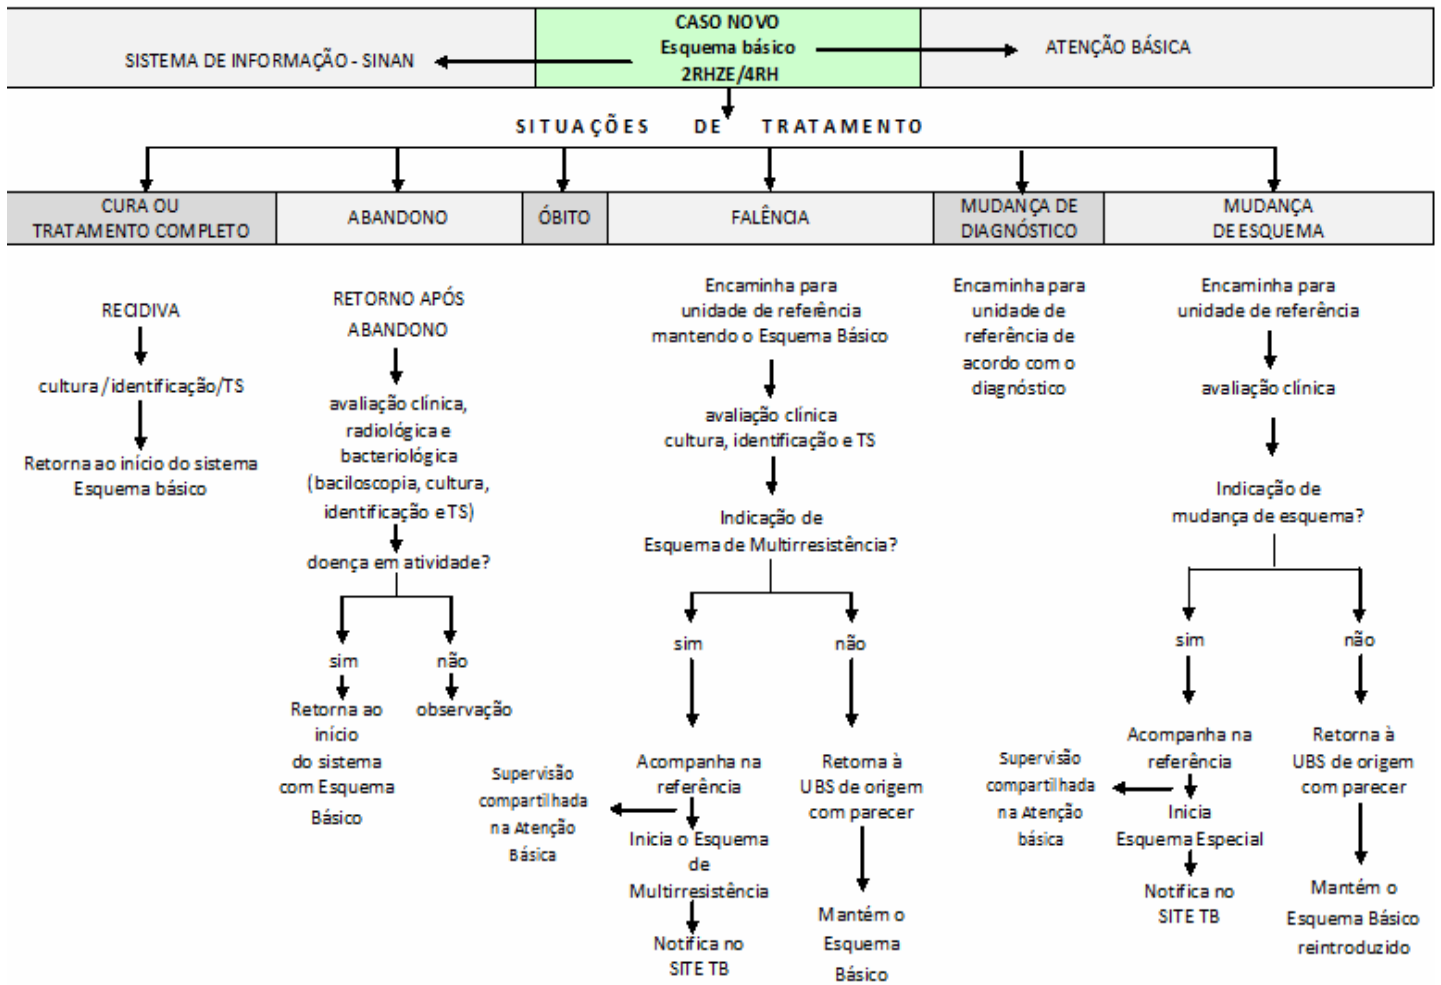 CASO NOVO
Esquema básico
2RHZE/4RH
SISTEMA DE INFORMAÇÃO - SINAN
ATENÇÃO BÁSICA
SITUAÇÕES DE TRATAMENTO
CURA OU
TRATAMENTO COMPLETO
ABANDONO
ÓBITO
FALÊNCIA
MUDANÇA DE
DIAGNÓSTICO
MUDANÇA
DE ESQUEMA
RECIDIVA
cultura/identificação/TS
Retorna ao início do sistema
Esquema básico
RETORNO APÓS
ABANDONO
avaliação clínica,
radiológica e
bacteriológica
(baciloscopia, cultura,
identificação e TS)
doença em atividade?
sim
não
Retorna ao
início
do sistema
com Esquema
Básico
observação
Encaminha para
unidade de referência
mantendo o Esquema Básico
avaliação clínica
cultura, identificação e TS
Indicação de
Esquema de Multirresistência?
sim
não
Supervisão
compartilhada
na Atenção
Básica
Acompanha na
referência
Inicia o Esquema
de
Multirresistência
Notifica no
SITE TB
Retorna à
UBS de origem
com parecer
Mantém o
Esquema
Básico
Encaminha para
unidade de
referência de
acordo com o
diagnóstico
Encaminha para
unidade de referência
avaliação clínica
Indicação de
mudança de esquema?
sim
não
Supervisão
compartilhada
na Atenção
básica
Acompanha na
referência
Inicia
Esquema Especial
Notifica no
SITE TB
Retorna à
UBS de origem
com parecer
Mantém o
Esquema Básico
reintroduzido